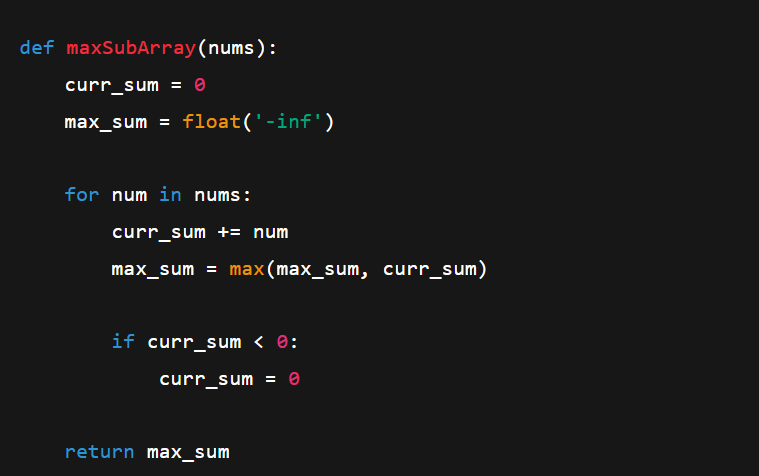 def maxSubArray(nums):
    curr_sum = 0
    max_sum = float('-inf')

    for num in nums:
        curr_sum += num
        max_sum = max(max_sum, curr_sum)

        if curr_sum < 0:
            curr_sum = 0

    return max_sum